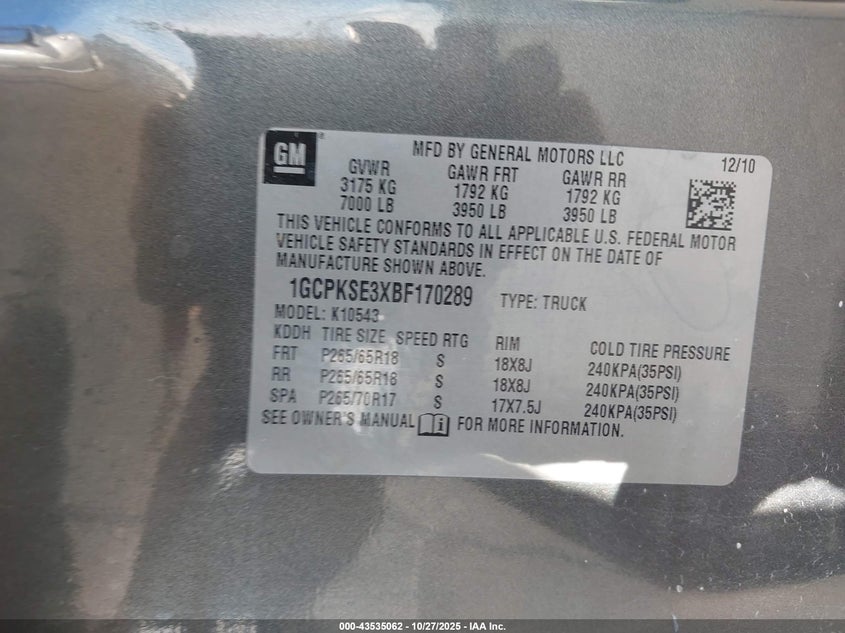 GM
MFD BY GENERAL MOTORS LLC 12/10
GVWR GAWR FRT GAWR RR
3175 KG 1792 KG 1792 KG
7000 LB 3950 LB 3950 LB
THIS VEHICLE CONFORMS TO ALL APPLICABLE U.S. FEDERAL MOTOR
VEHICLE SAFETY STANDARDS IN EFFECT ON THE DATE OF
MANUFACTURE SHOWN ABOVE.
1GCPKSE3XBF170289 TYPE: TRUCK
MODEL: K10543
KDDH TIRE SIZE SPEED RTG RIM COLD TIRE PRESSURE
FRT P265/65R18 S 18X8J 240KPA(35PSI)
RR P265/65R18 S 18X8J 240KPA(35PSI)
SPA P265/70R17 S 17X7.5J 240KPA(35PSI)
SEE OWNER'S MANUAL i FOR MORE INFORMATION.
000-43535062 - 10/27/2025 - IAA Inc.